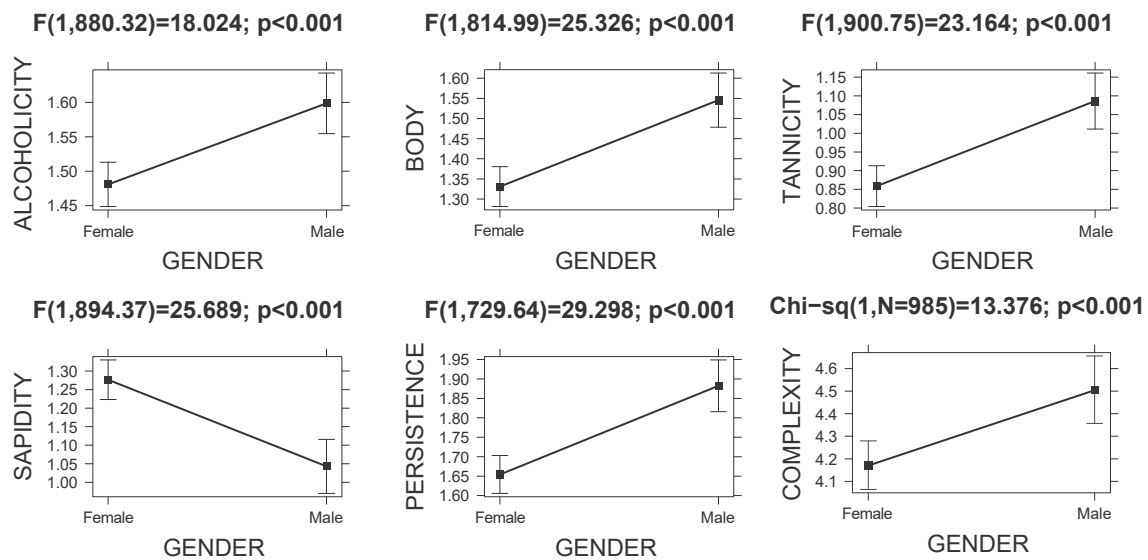 F(1,880.32)=18.024; p<0.001
ALCOHOLICITY
1.60
1.55
1.50
1.45
Female
Male
GENDER
F(1,814.99)=25.326; p<0.001
BODY
1.60
1.55
1.50
1.45
1.40
1.35
1.30
Female
Male
GENDER
F(1,900.75)=23.164; p<0.001
TANNICITY
1.15
1.10
1.05
1.00
0.95
0.90
0.85
0.80
Female
Male
GENDER
F(1,894.37)=25.689; p<0.001
SAPIDITY
1.30
1.25
1.20
1.15
1.10
1.05
1.00
Female
Male
GENDER
F(1,729.64)=29.298; p<0.001
PERSISTENCE
1.95
1.90
1.85
1.80
1.75
1.70
1.65
1.60
Female
Male
GENDER
Chi−sq(1,N=985)=13.376; p<0.001
COMPLEXITY
4.6
4.5
4.4
4.3
4.2
4.1
Female
Male
GENDER